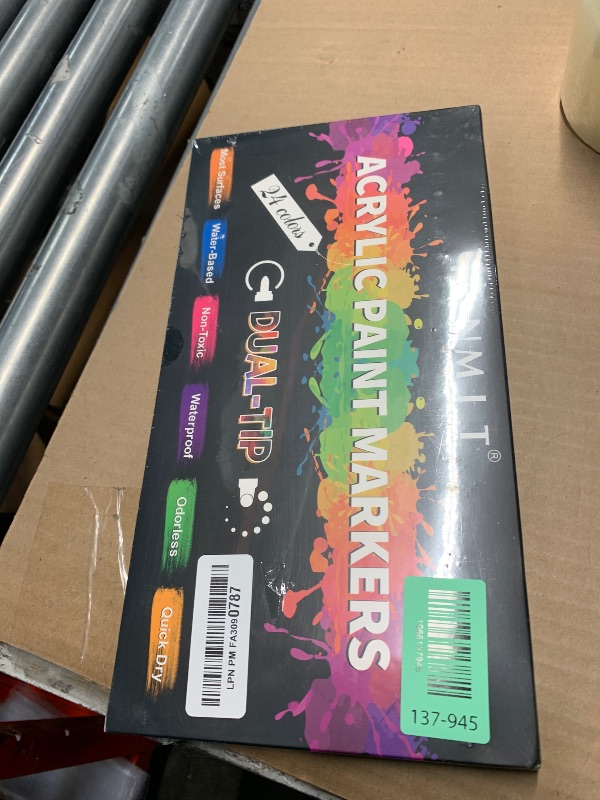 NMIT®
ACRYLIC PAINT MARKERS
24 colors
DUAL-TIP
Most Surfaces
Water-Based
Non-Toxic
Waterproof
Odorless
Quick Dry
LPN PM FA3090787
137-945